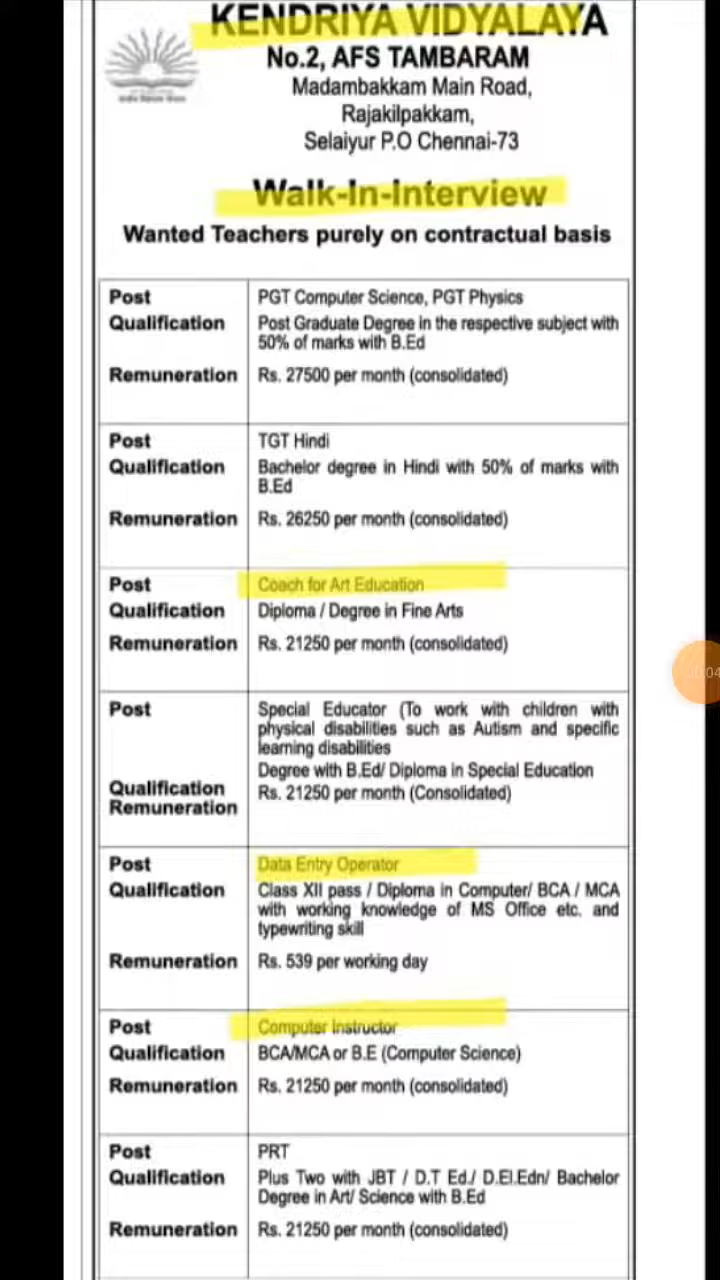 KENDRIYA VIDYALAYA
No.2, AFS TAMBARAM
Madambakkam Main Road,
Rajakilpakkam,
Selaiyur P.O Chennai-73
Walk-In-Interview
Wanted Teachers purely on contractual basis
Post PGT Computer Science, PGT Physics
Qualification Post Graduate Degree in the respective subject with
50% of marks with B.Ed
Remuneration Rs. 27500 per month (consolidated)
Post TGT Hindi
Qualification Bachelor degree in Hindi with 50% of marks with
B.Ed
Remuneration Rs. 26250 per month (consolidated)
Post Coach for Art Education
Qualification Diploma / Degree in Fine Arts
Remuneration Rs. 21250 per month (consolidated)
Post Special Educator (To work with children with
physical disabilities such as Autism and specific
learning disabilities
Degree with B.Ed/ Diploma in Special Education
Qualification Rs. 21250 per month (Consolidated)
Remuneration
Post Data Entry Operator
Qualification Class XII pass / Diploma in Computer/ BCA / MCA
with working knowledge of MS Office etc. and
typewriting skill
Remuneration Rs. 539 per working day
Post Computer Instructor
Qualification BCA/MCA or B.E (Computer Science)
Remuneration Rs. 21250 per month (consolidated)
Post PRT
Qualification Plus Two with JBT / D.T Ed./ D.El.Edn/ Bachelor
Degree in Art/ Science with B.Ed
Remuneration Rs. 21250 per month (consolidated)